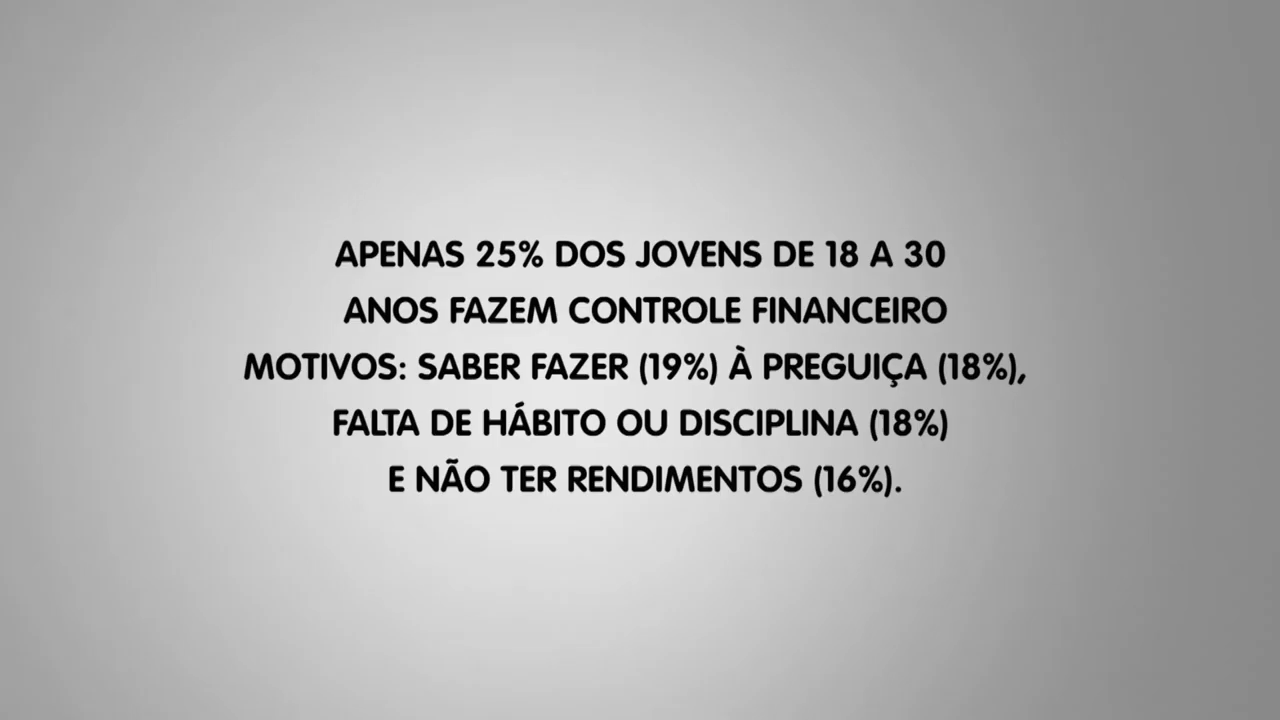 APENAS 25% DOS JOVENS DE 18 A 30
ANOS FAZEM CONTROLE FINANCEIRO
MOTIVOS: SABER FAZER (19%) À PREGUIÇA (18%),
FALTA DE HÁBITO OU DISCIPLINA (18%)
E NÃO TER RENDIMENTOS (16%).